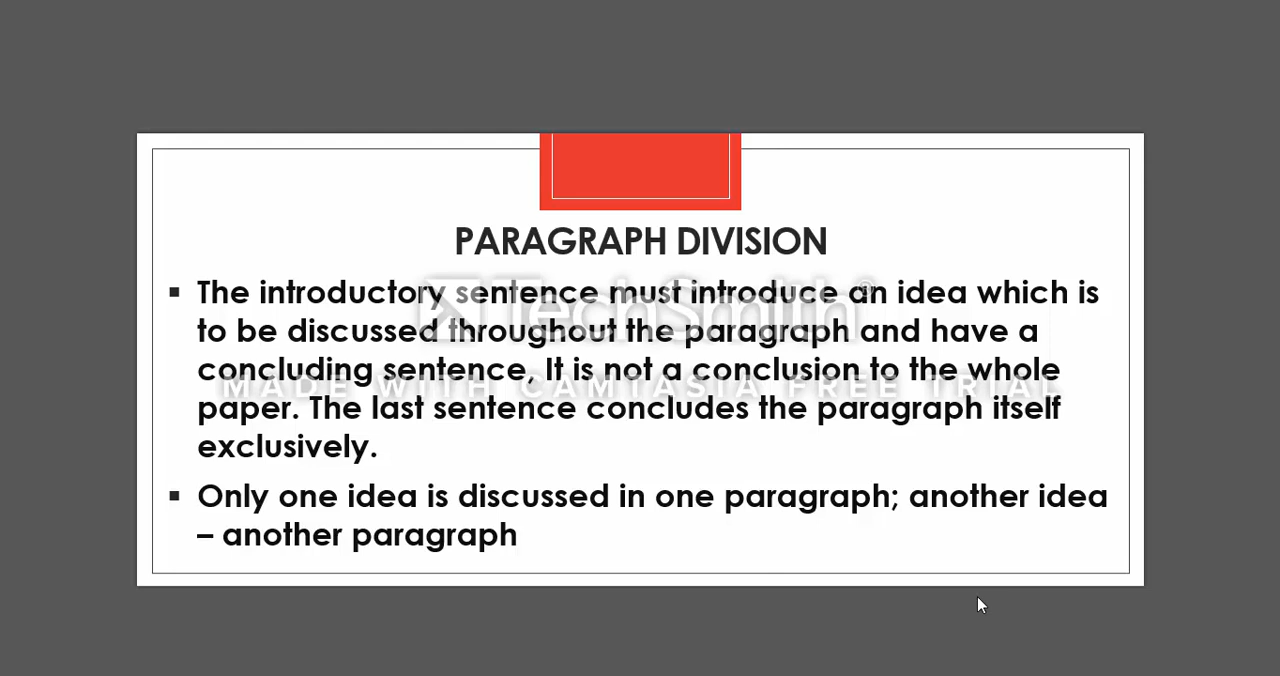 PARAGRAPH DIVISION
▪ The introductory sentence must introduce an idea which is
to be discussed throughout the paragraph and have a
concluding sentence, It is not a conclusion to the whole
paper. The last sentence concludes the paragraph itself
exclusively.
▪ Only one idea is discussed in one paragraph; another idea
– another paragraph
TechSmith®
MADE WITH CAMTASIA FREE TRIAL